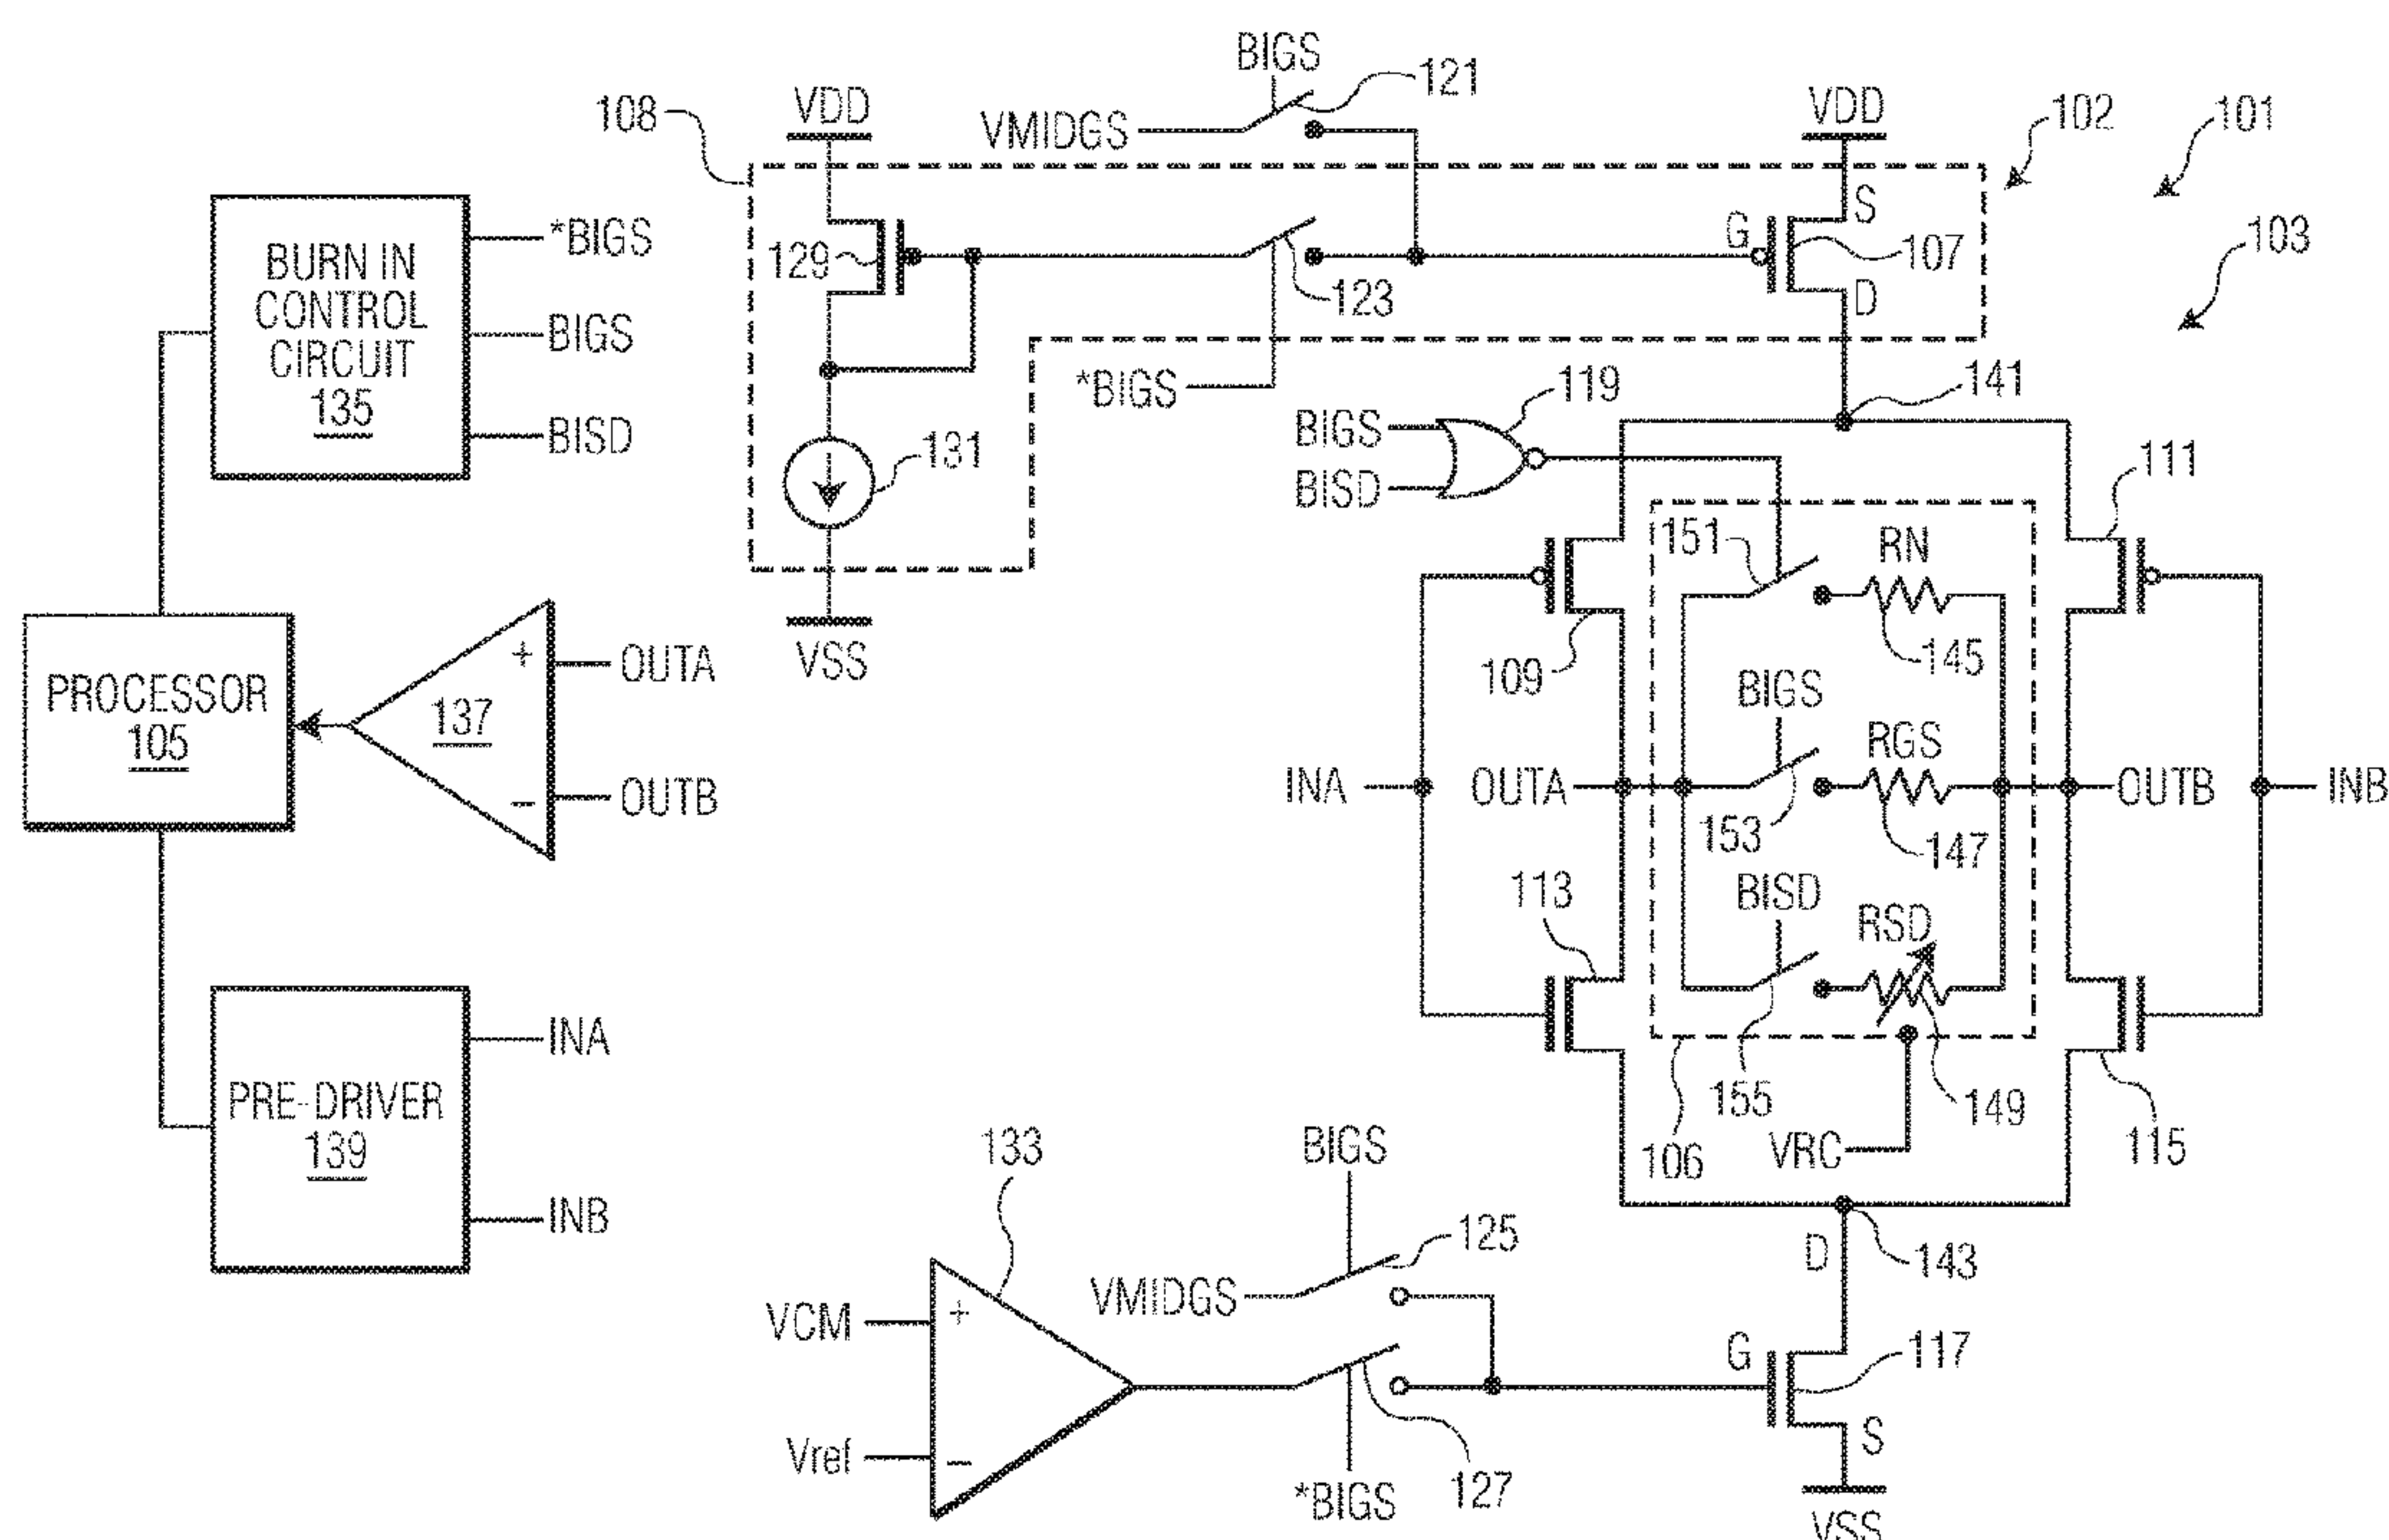 BIGS
121
VDD
108
VMIDGS
VDD
102
101
*BIGS
BURN IN
CONTROL
CIRCUIT
135
BIGS
BISD
129
123
G
S
107
D
103
*BIGS
119
141
BIGS
BISD
131
111
151
RN
VSS
109
145
PROCESSOR
105
+
137
−
OUTA
OUTB
BIGS
RGS
INA
OUTA
OUTB
INB
153
147
113
BISD
RSD
PRE-DRIVER
139
INA
INB
155
149
106
VRC
115
133
BIGS
125
D
143
VCM
+
VMIDGS
G
117
Vref
−
*BIGS
127
S
VSS